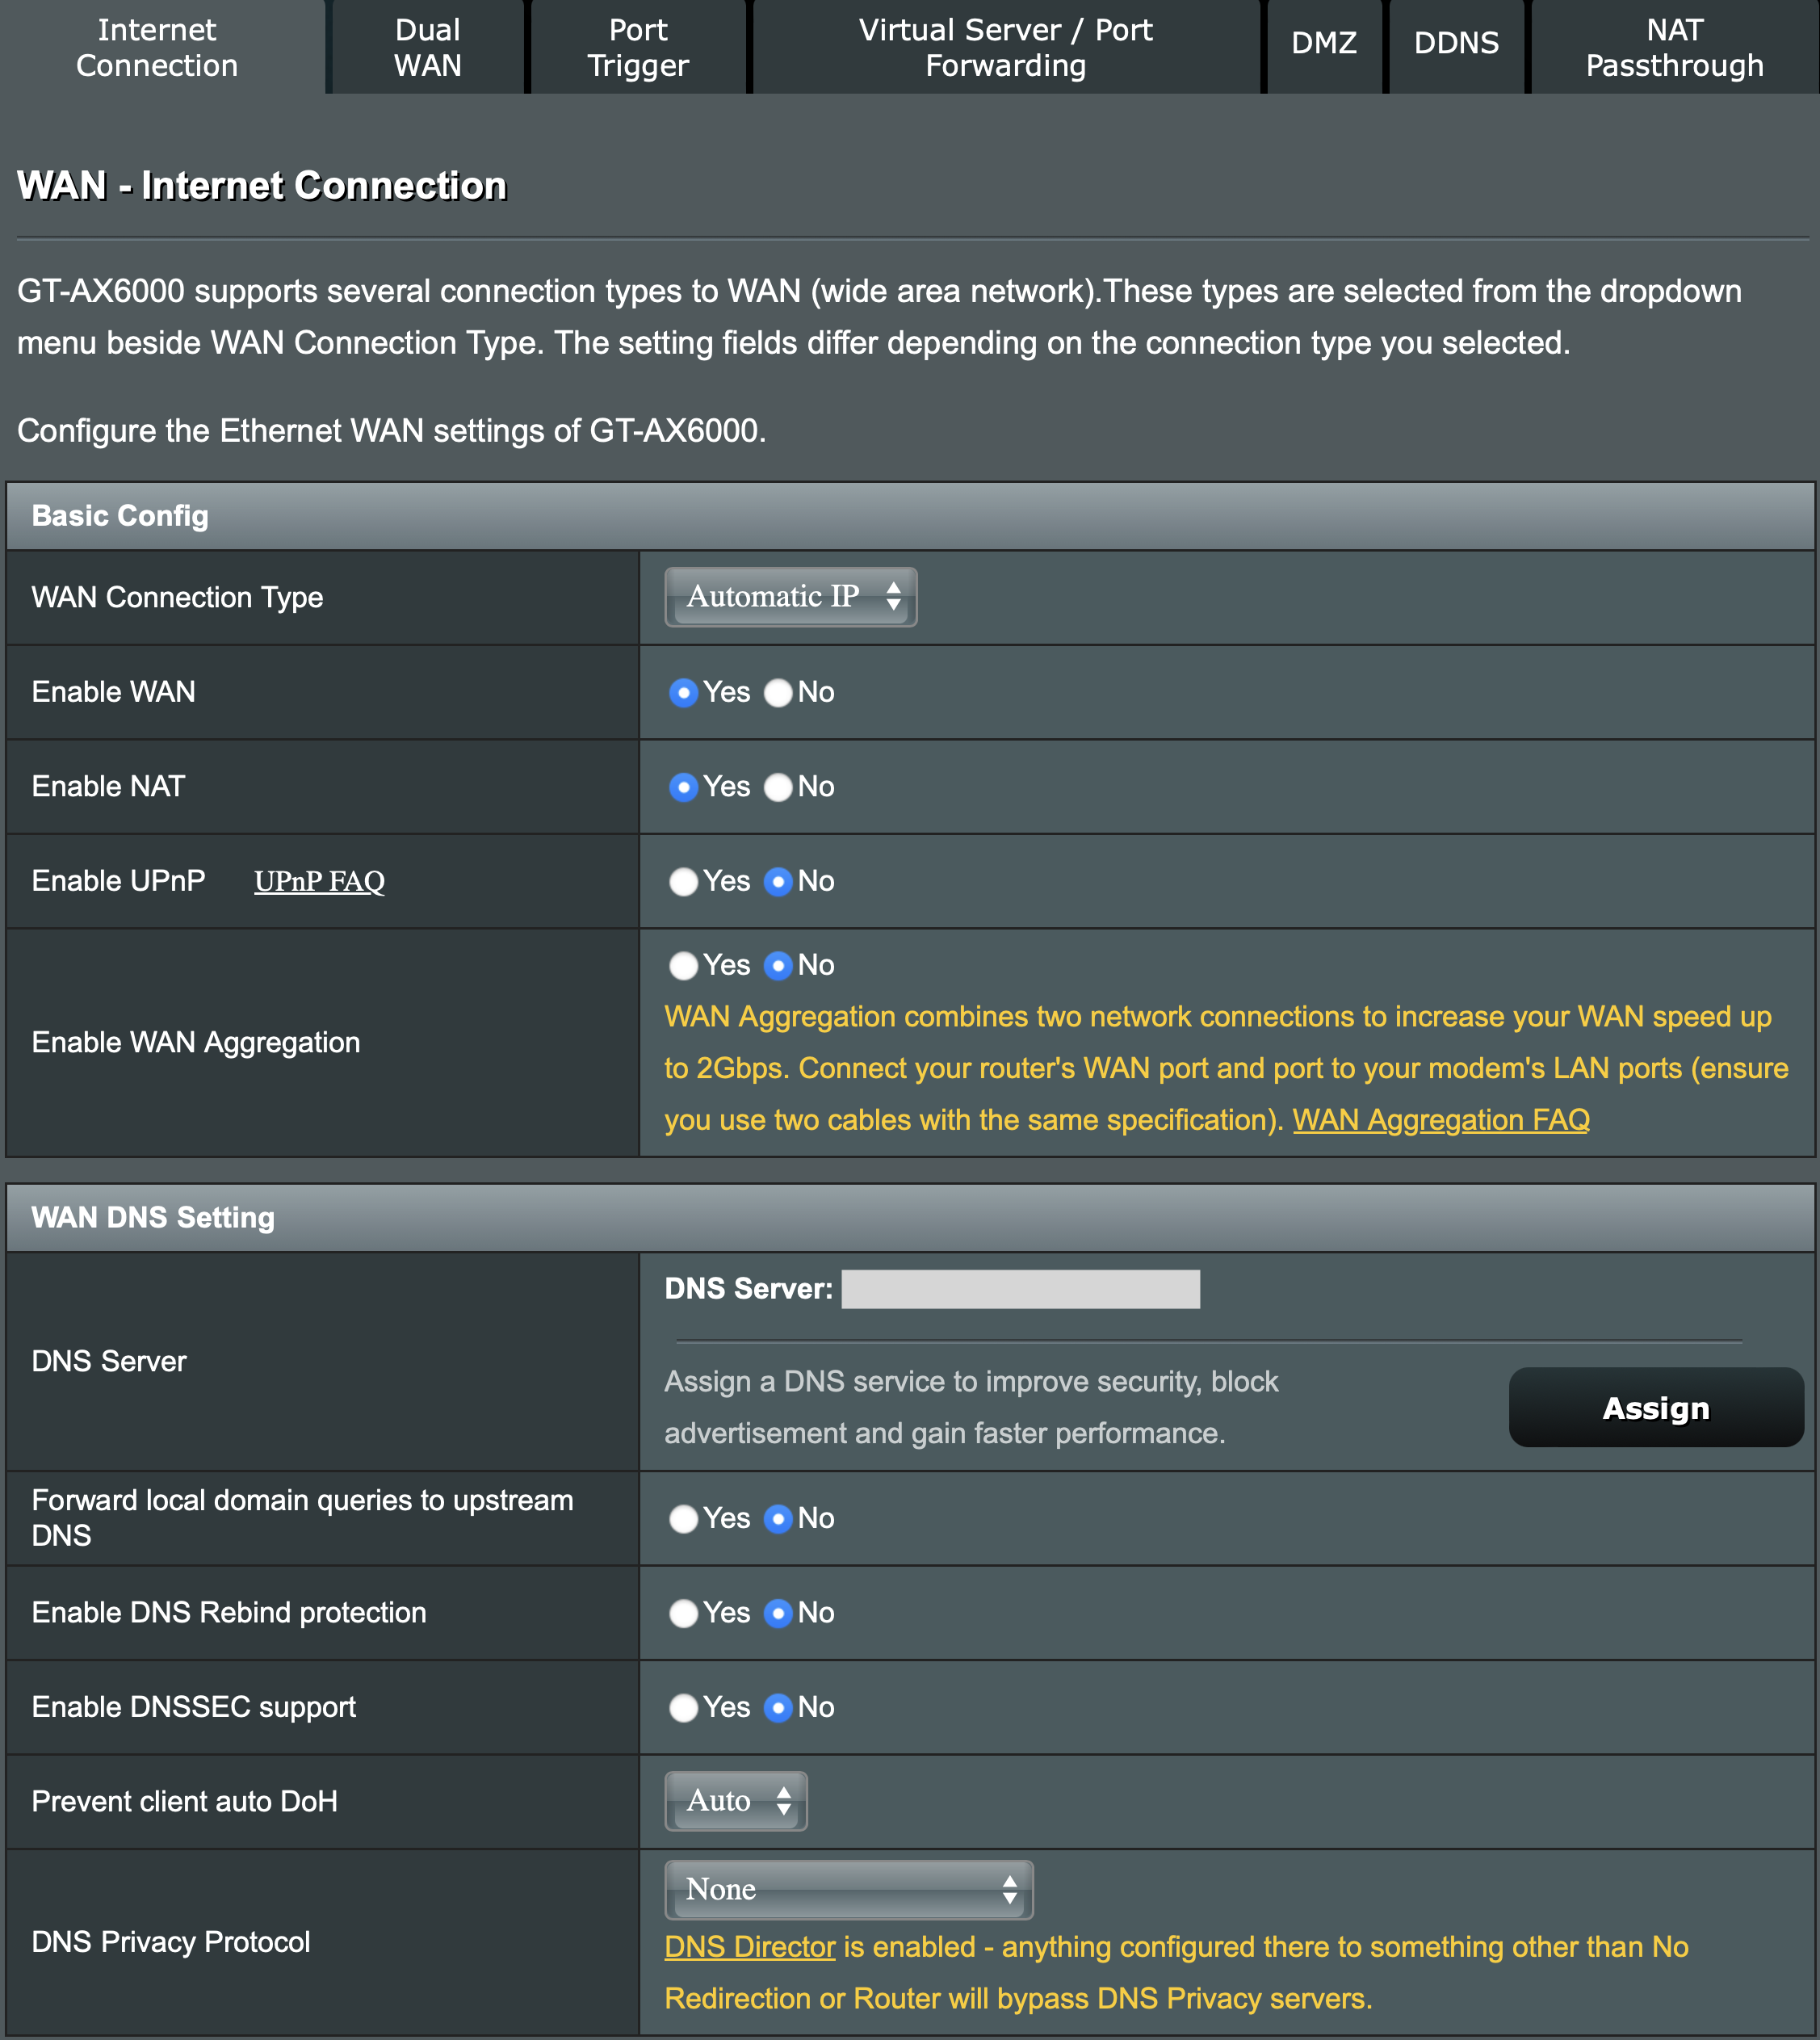 Internet
Connection
Dual
WAN
Port
Trigger
Virtual Server / Port
Forwarding
DMZ
DDNS
NAT
Passthrough
WAN - Internet Connection
GT-AX6000 supports several connection types to WAN (wide area network).These types are selected from the dropdown
menu beside WAN Connection Type. The setting fields differ depending on the connection type you selected.
Configure the Ethernet WAN settings of GT-AX6000.
Basic Config
WAN Connection Type
Automatic IP
Enable WAN
Yes No
Enable NAT
Yes No
Enable UPnP UPnP FAQ
Yes No
Enable WAN Aggregation
Yes No
WAN Aggregation combines two network connections to increase your WAN speed up
to 2Gbps. Connect your router's WAN port and port to your modem's LAN ports (ensure
you use two cables with the same specification). WAN Aggregation FAQ
WAN DNS Setting
DNS Server
DNS Server:
Assign a DNS service to improve security, block
advertisement and gain faster performance.
Assign
Forward local domain queries to upstream
DNS
Yes No
Enable DNS Rebind protection
Yes No
Enable DNSSEC support
Yes No
Prevent client auto DoH
Auto
DNS Privacy Protocol
None
DNS Director is enabled - anything configured there to something other than No
Redirection or Router will bypass DNS Privacy servers.